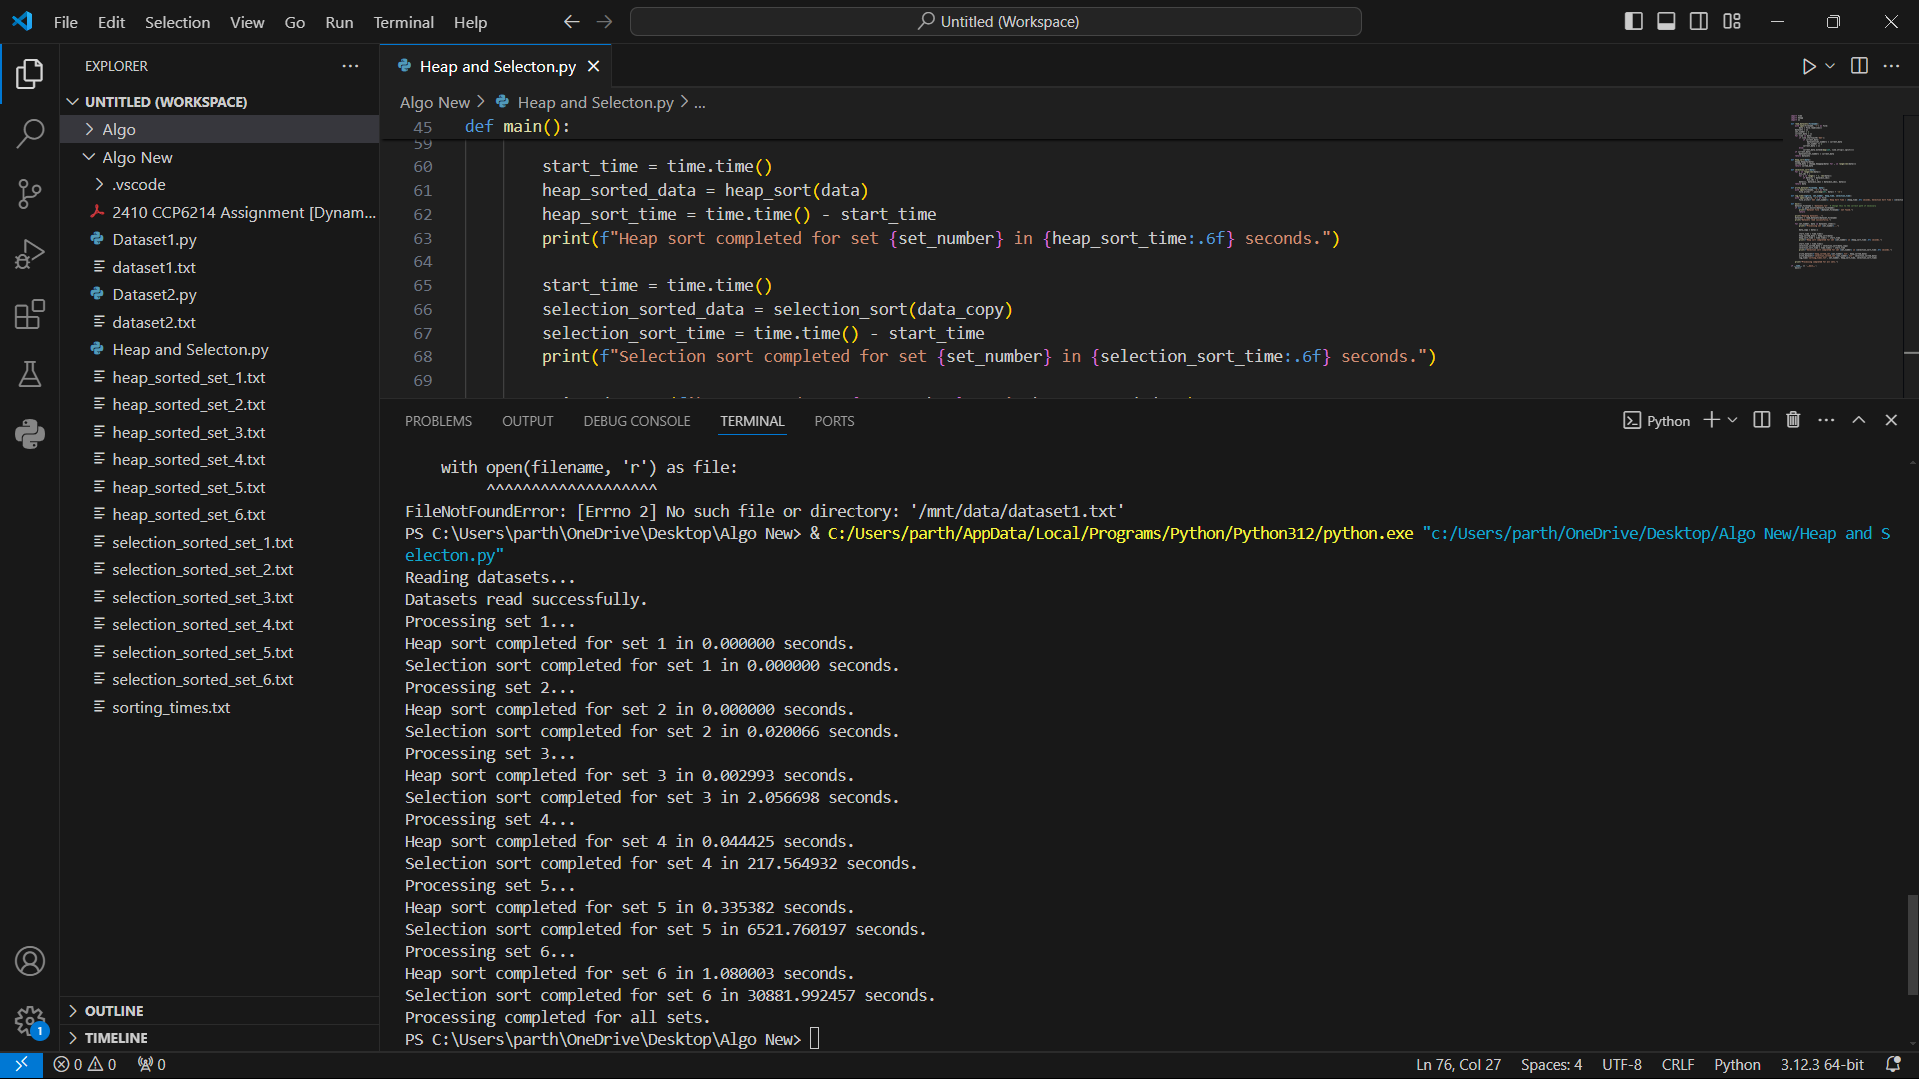 File Edit Selection View Go Run Terminal Help
Untitled (Workspace)
EXPLORER
UNTITLED (WORKSPACE)
Algo
Algo New
.vscode
2410 CCP6214 Assignment [Dynam...
Dataset1.py
dataset1.txt
Dataset2.py
dataset2.txt
Heap and Selecton.py
heap_sorted_set_1.txt
heap_sorted_set_2.txt
heap_sorted_set_3.txt
heap_sorted_set_4.txt
heap_sorted_set_5.txt
heap_sorted_set_6.txt
selection_sorted_set_1.txt
selection_sorted_set_2.txt
selection_sorted_set_3.txt
selection_sorted_set_4.txt
selection_sorted_set_5.txt
selection_sorted_set_6.txt
sorting_times.txt
OUTLINE
TIMELINE
1
Heap and Selecton.py
Algo New > Heap and Selecton.py > ...
45 def main():
59
60 start_time = time.time()
61 heap_sorted_data = heap_sort(data)
62 heap_sort_time = time.time() - start_time
63 print(f"Heap sort completed for set {set_number} in {heap_sort_time:.6f} seconds.")
64
65 start_time = time.time()
66 selection_sorted_data = selection_sort(data_copy)
67 selection_sort_time = time.time() - start_time
68 print(f"Selection sort completed for set {set_number} in {selection_sort_time:.6f} seconds.")
69
PROBLEMS OUTPUT DEBUG CONSOLE TERMINAL PORTS
Python
with open(filename, 'r') as file:
^^^^^^^^^^^^^^^^^^^
FileNotFoundError: [Errno 2] No such file or directory: '/mnt/data/dataset1.txt'
PS C:\Users\parth\OneDrive\Desktop\Algo New> & C:/Users/parth/AppData/Local/Programs/Python/Python312/python.exe "c:/Users/parth/OneDrive/Desktop/Algo New/Heap and S
electon.py"
Reading datasets...
Datasets read successfully.
Processing set 1...
Heap sort completed for set 1 in 0.000000 seconds.
Selection sort completed for set 1 in 0.000000 seconds.
Processing set 2...
Heap sort completed for set 2 in 0.000000 seconds.
Selection sort completed for set 2 in 0.020066 seconds.
Processing set 3...
Heap sort completed for set 3 in 0.002993 seconds.
Selection sort completed for set 3 in 2.056698 seconds.
Processing set 4...
Heap sort completed for set 4 in 0.044425 seconds.
Selection sort completed for set 4 in 217.564932 seconds.
Processing set 5...
Heap sort completed for set 5 in 0.335382 seconds.
Selection sort completed for set 5 in 6521.760197 seconds.
Processing set 6...
Heap sort completed for set 6 in 1.080003 seconds.
Selection sort completed for set 6 in 30881.992457 seconds.
Processing completed for all sets.
PS C:\Users\parth\OneDrive\Desktop\Algo New>
0 0 0 Ln 76, Col 27 Spaces: 4 UTF-8 CRLF Python 3.12.3 64-bit